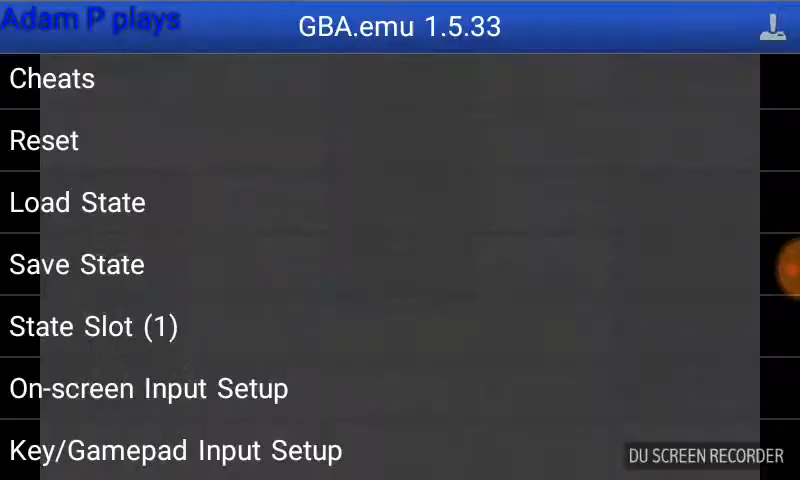 Adam P plays
GBA.emu 1.5.33
Cheats
Reset
Load State
Save State
State Slot (1)
On-screen Input Setup
Key/Gamepad Input Setup
DU SCREEN RECORDER